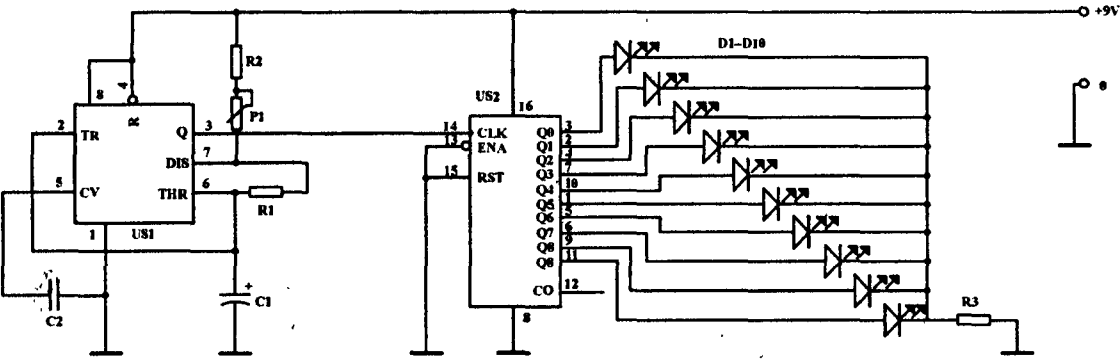 +9V
D1-D10
R2
8
4
R
P1
US2
16
0
2
TR
Q
3
14
CLK
Q0
3
13
ENA
Q1
2
DIS
7
Q2
4
15
RST
Q3
7
5
CV
THR
6
R1
Q4
10
Q5
1
US1
Q6
5
1
Q7
6
Q8
9
Q8
11
+
C1
C2
CO
12
8
R3